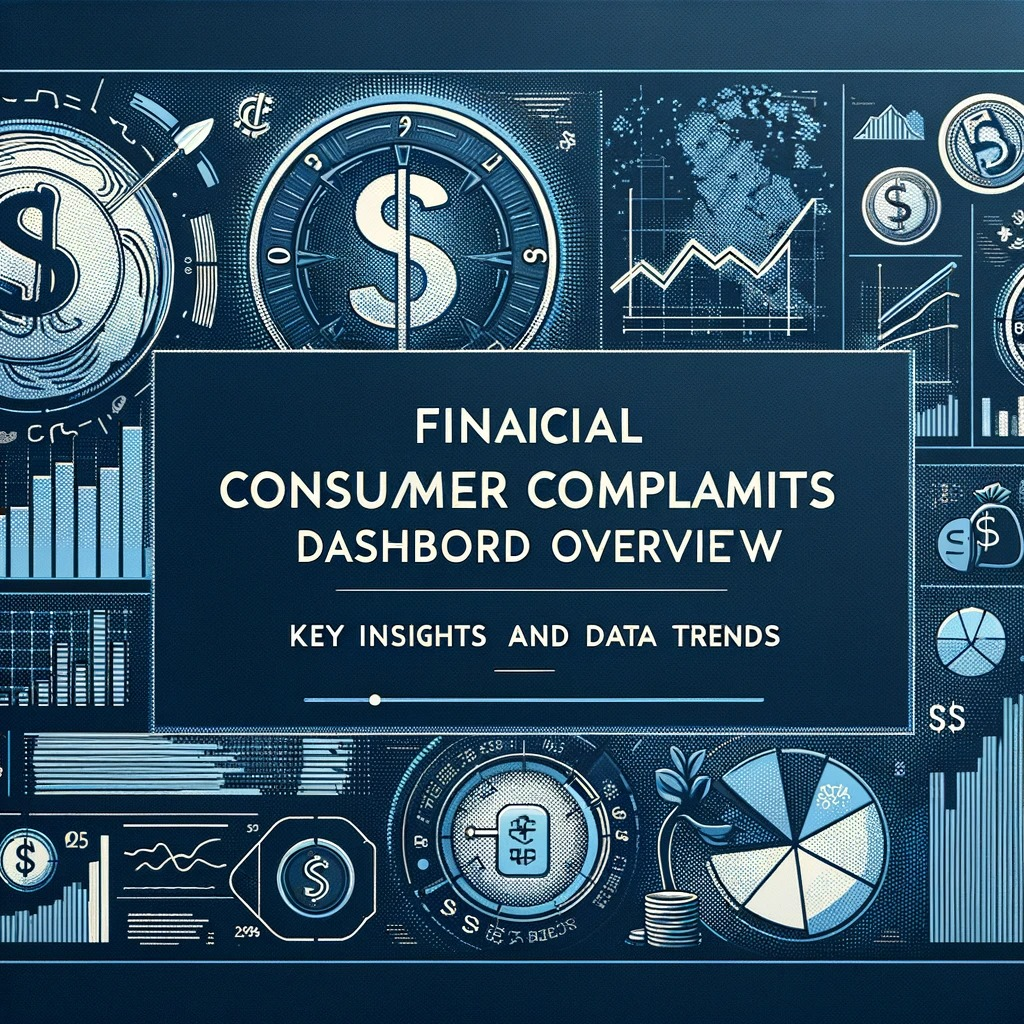 FINAICIAL
CONSUMER COMPLAMITS
DASHBORD OVERVIEW
KEY INSIGHTS AND DATA TRENDS
$$